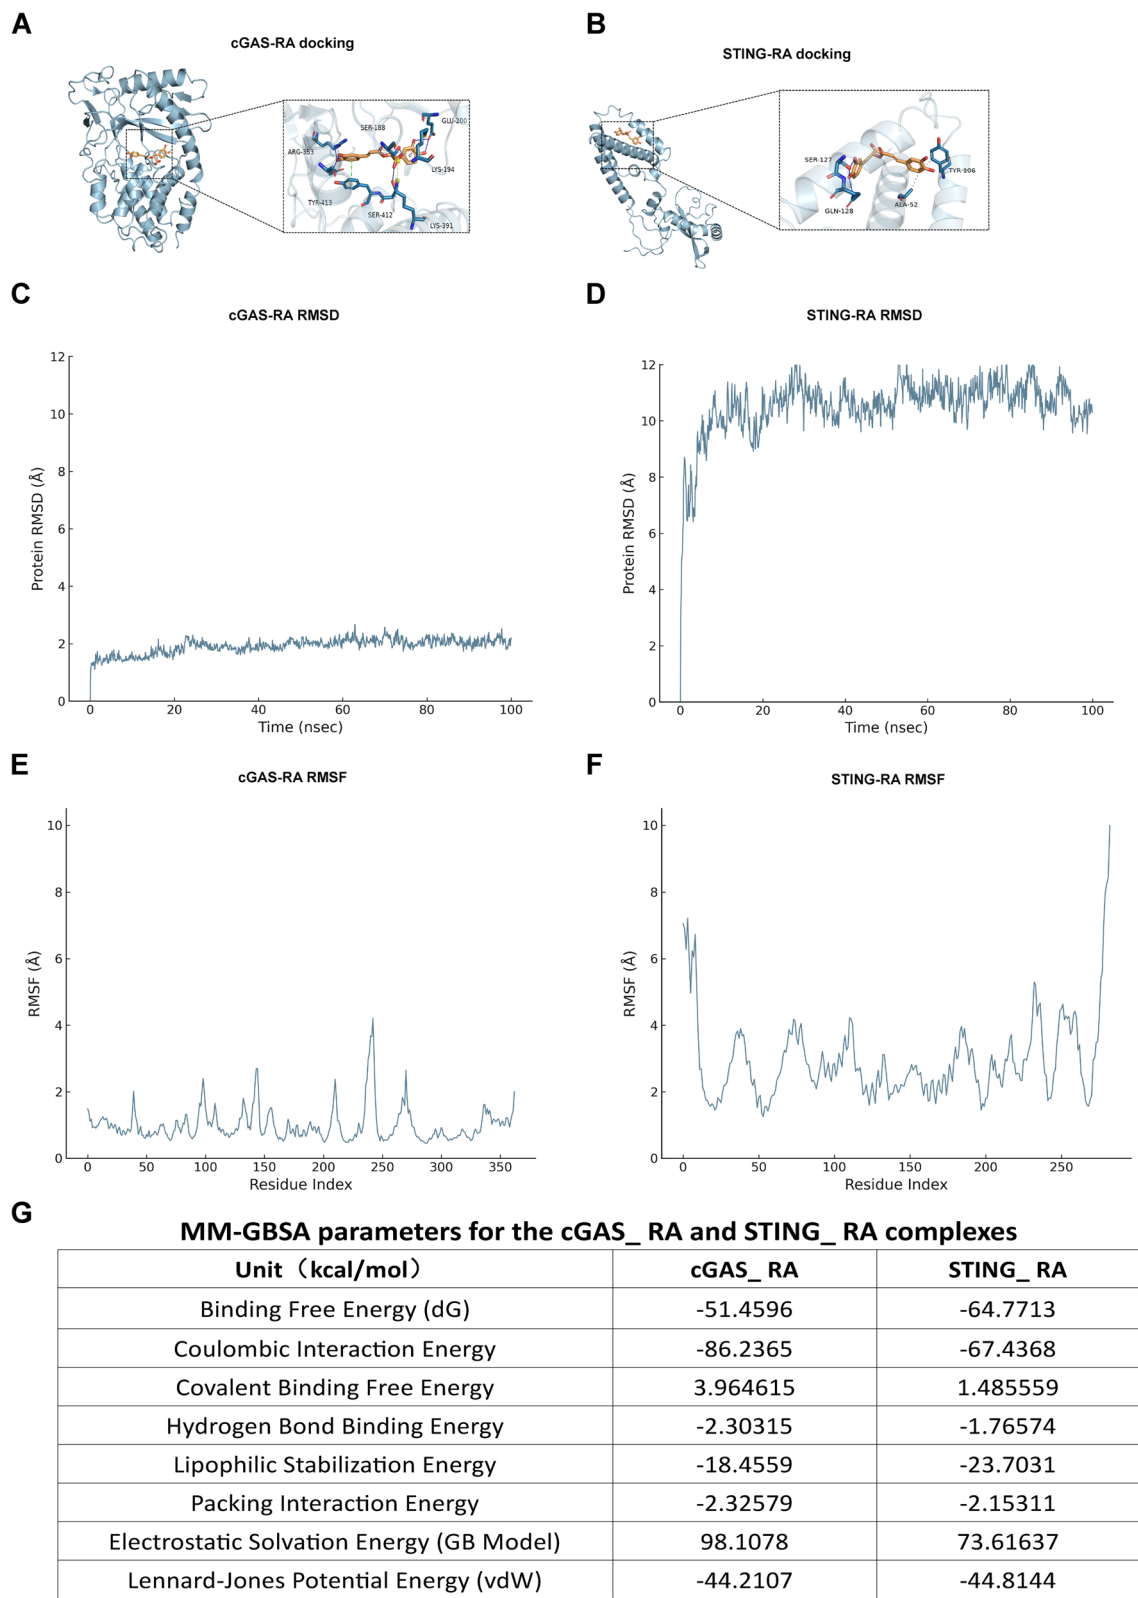 A
cGAS-RA docking
SER-188
GLU-200
ARG-353
LYS-194
TYR-413
SER-412
LYS-391
B
STING-RA docking
SER-127
TYR-106
GLN-128
ALA-52
C
cGAS-RA RMSD
Protein RMSD (Å)
12
10
8
6
4
2
0
0 20 40 60 80 100
Time (nsec)
D
STING-RA RMSD
Protein RMSD (Å)
12
10
8
6
4
2
0
0 20 40 60 80 100
Time (nsec)
E
cGAS-RA RMSF
RMSF (Å)
10
8
6
4
2
0
0 50 100 150 200 250 300 350
Residue Index
F
STING-RA RMSF
RMSF (Å)
10
8
6
4
2
0
0 50 100 150 200 250
Residue Index
G
MM-GBSA parameters for the cGAS_ RA and STING_ RA complexes
Unit（kcal/mol） cGAS_ RA STING_ RA
Binding Free Energy (dG) -51.4596 -64.7713
Coulombic Interaction Energy -86.2365 -67.4368
Covalent Binding Free Energy 3.964615 1.485559
Hydrogen Bond Binding Energy -2.30315 -1.76574
Lipophilic Stabilization Energy -18.4559 -23.7031
Packing Interaction Energy -2.32579 -2.15311
Electrostatic Solvation Energy (GB Model) 98.1078 73.61637
Lennard-Jones Potential Energy (vdW) -44.2107 -44.8144